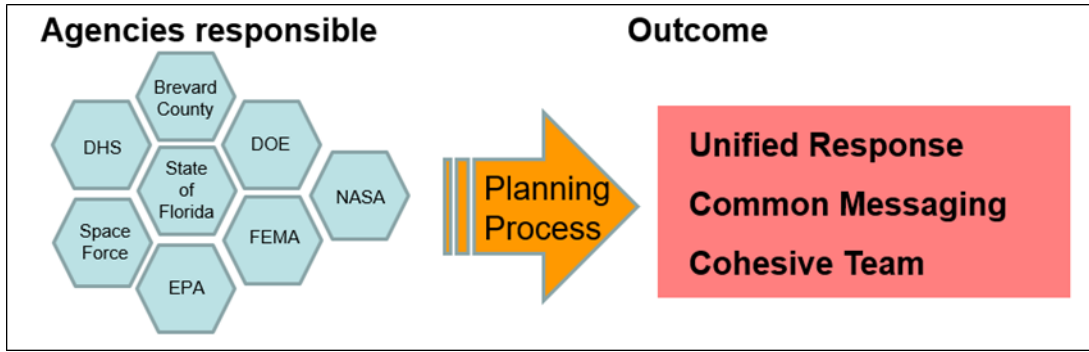 Agencies responsible
Outcome
Brevard
County
DHS
DOE
State
of
Florida
NASA
Space
Force
FEMA
EPA
Planning
Process
Unified Response
Common Messaging
Cohesive Team